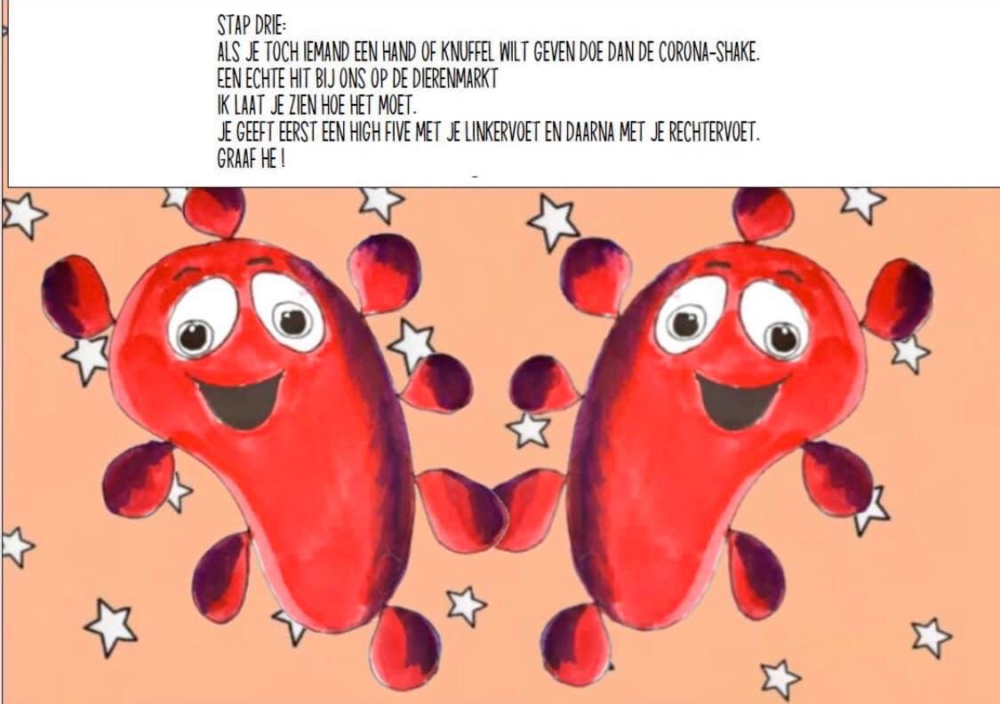 STAP DRIE:
ALS JE TOCH IEMAND EEN HAND OF KNUFFEL WILT GEVEN DOE DAN DE CORONA-SHAKE.
EEN ECHTE HIT BIJ ONS OP DE DIERENMARKT
IK LAAT JE ZIEN HOE HET MOET.
JE GEEFT EERST EEN HIGH FIVE MET JE LINKERVOET EN DAARNA MET JE RECHTERVOET.
GRAAF HE !